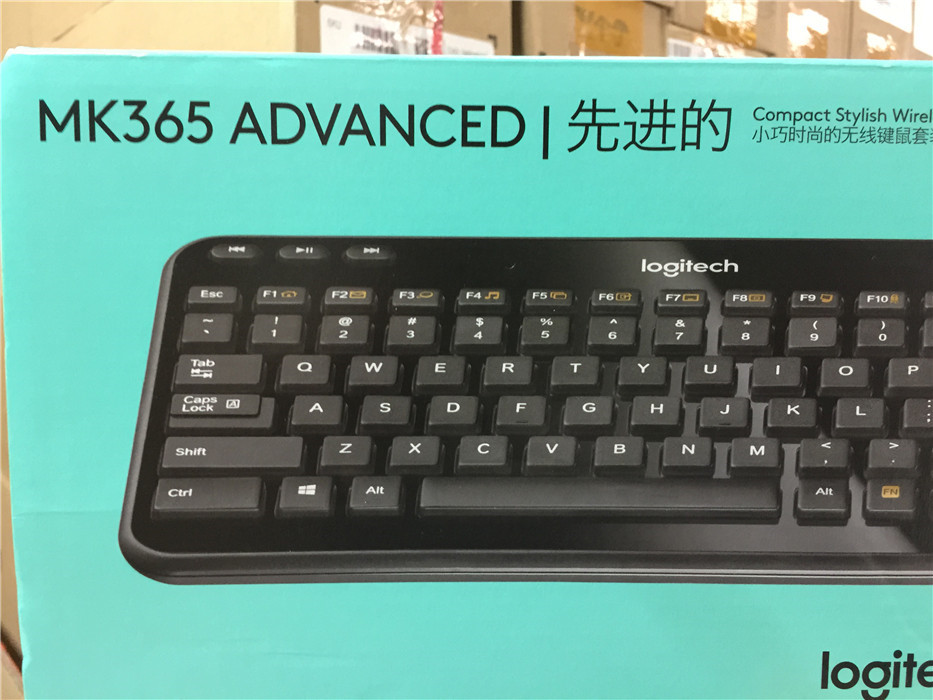 MK365 ADVANCED | 先进的
Compact Stylish Wirel
小巧时尚的无线键鼠套装
logitech
Esc F1 F2 F3 F4 F5 F6 F7 F8 F9 F10
~ ! @ # $ % ^ & * ( )
` 1 2 3 4 5 6 7 8 9 0
Tab Q W E R T Y U I O P
Caps Lock A A S D F G H J K L
Shift Z X C V B N M < , > .
Ctrl Alt Alt FN
logite